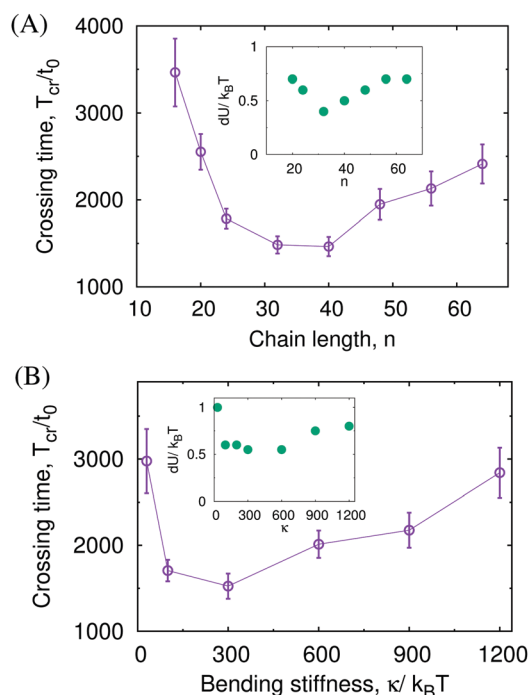 (A)
4000
3000
2000
1000
Crossing time, T_cr/t_0
10 20 30 40 50 60
Chain length, n
1
0.5
0
dU/ k_BT
20 40 60
n
(B)
3000
2000
1000
Crossing time, T_cr/t_0
0 300 600 900 1200
Bending stiffness, κ/ k_BT
1
0.5
0
dU/ k_BT
0 300 600 900 1200
κ